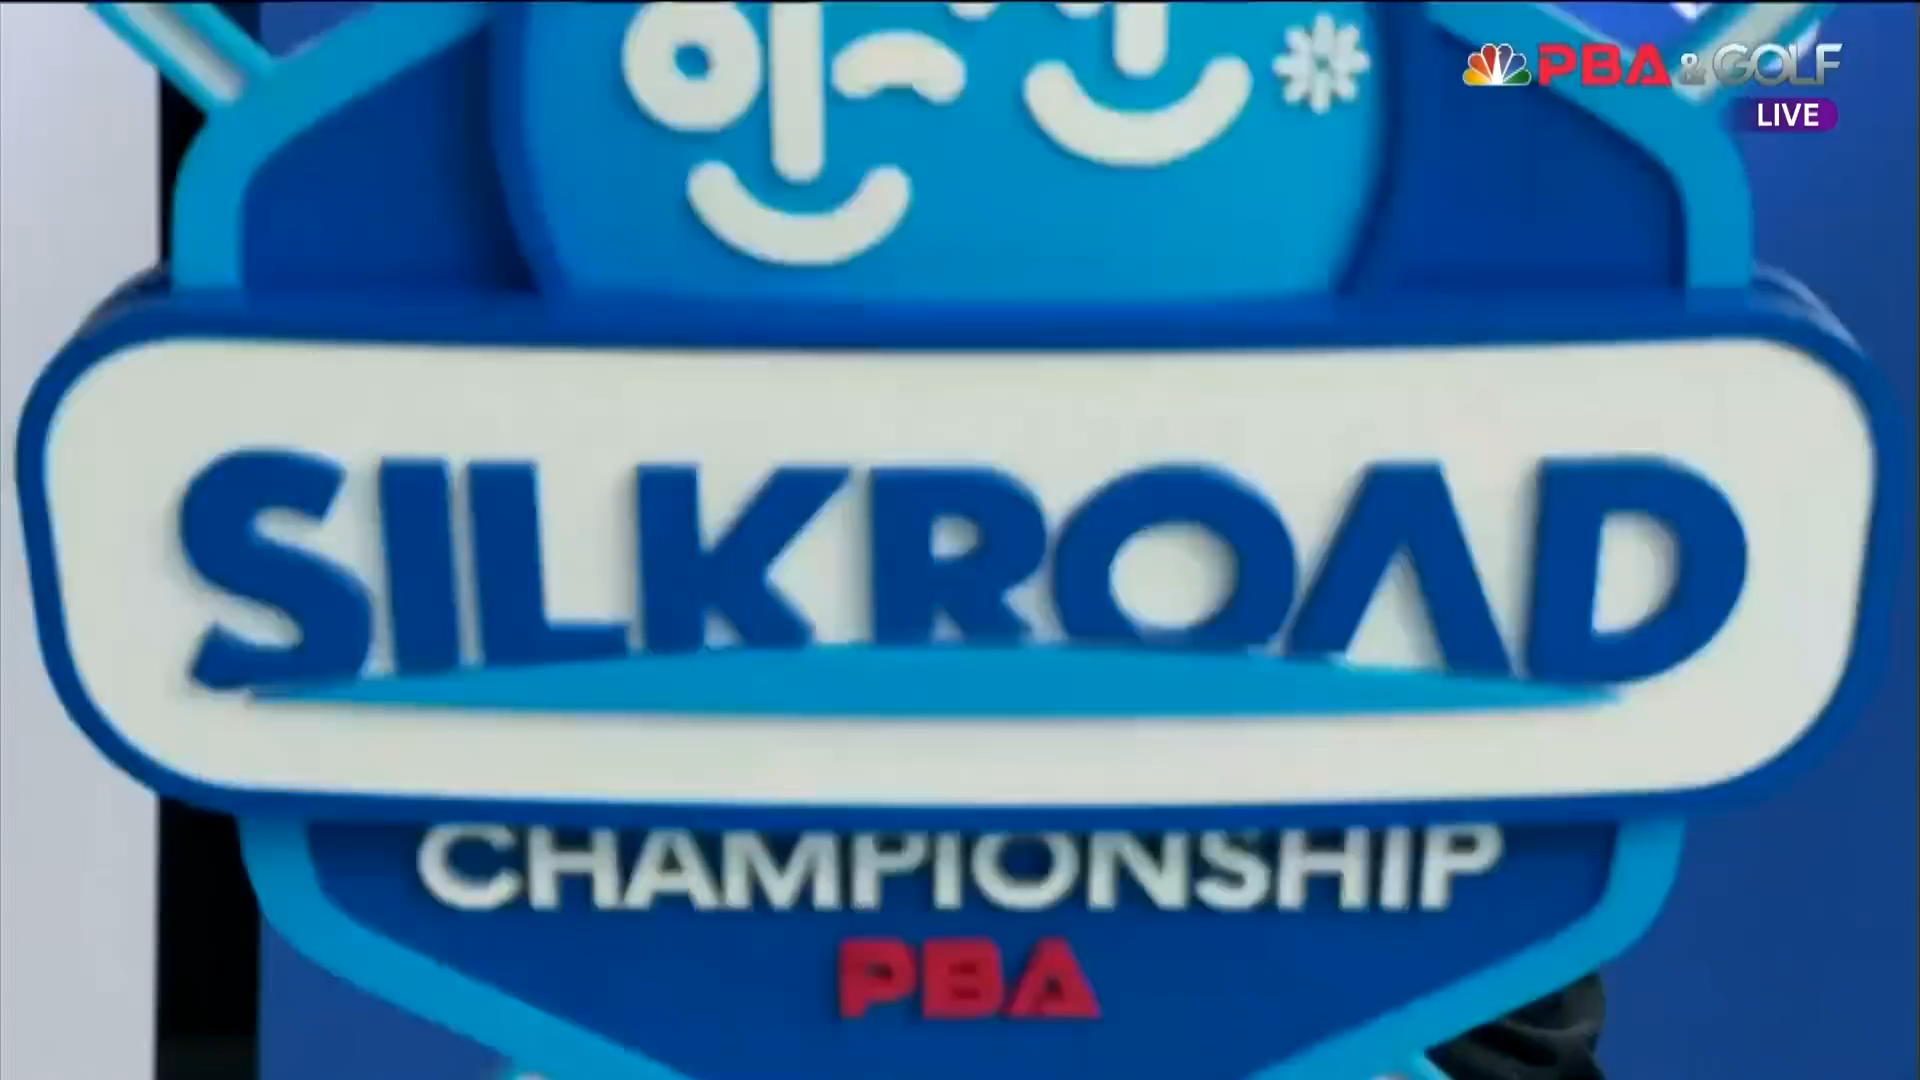 PBA & GOLF
LIVE
SILKROAD
CHAMPIONSHIP
PBA